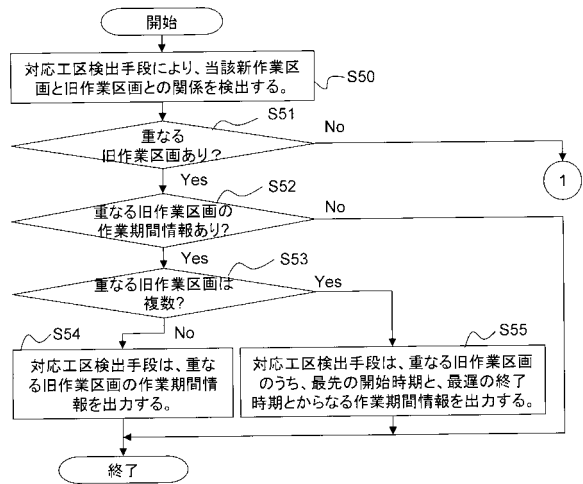 開始
対応工区検出手段により、当該新作業区
画と旧作業区画との関係を検出する。
S50
S51
重なる
旧作業区画あり?
No
Yes
1
S52
重なる旧作業区画の
作業期間情報あり?
No
Yes
S53
重なる旧作業区画は
複数?
Yes
No
S54
対応工区検出手段は、重な
る旧作業区画の作業期間情
報を出力する。
S55
対応工区検出手段は、重なる旧作業区画
のうち、最先の開始時期と、最遅の終了
時期とからなる作業期間情報を出力する。
終了